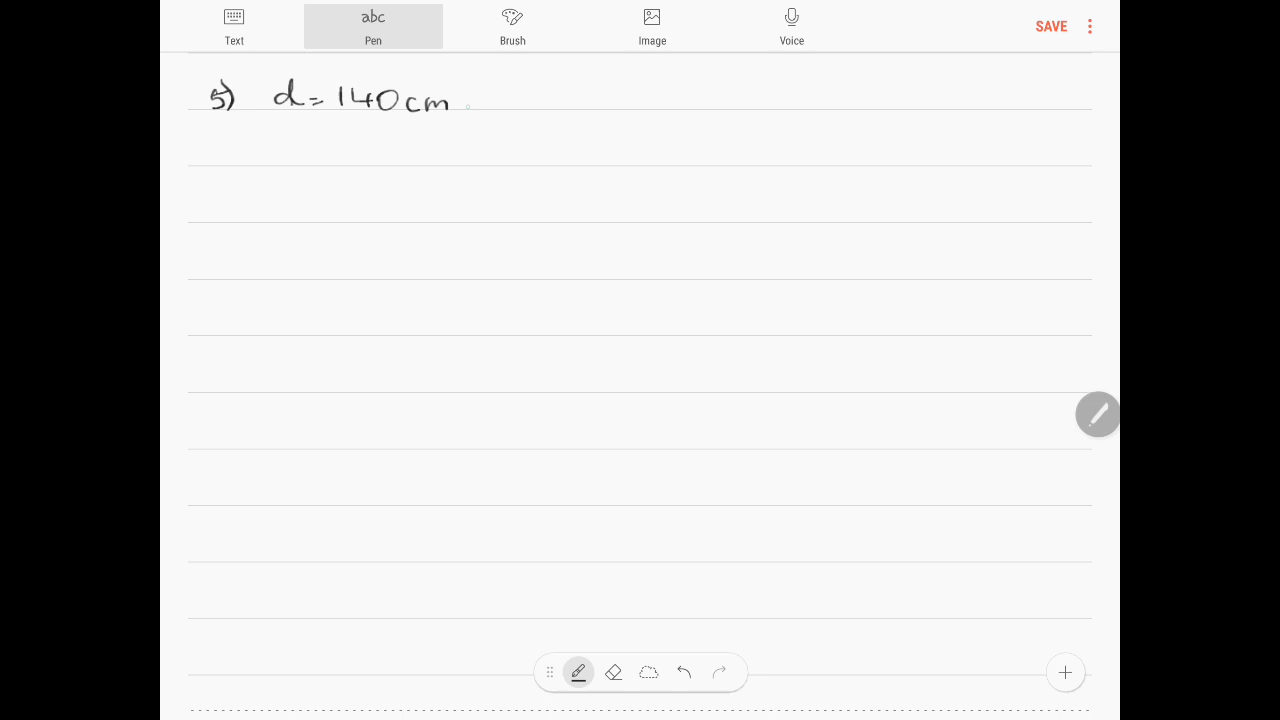 Text
abc
Pen
Brush
Image
Voice
SAVE
5) d = 140 cm